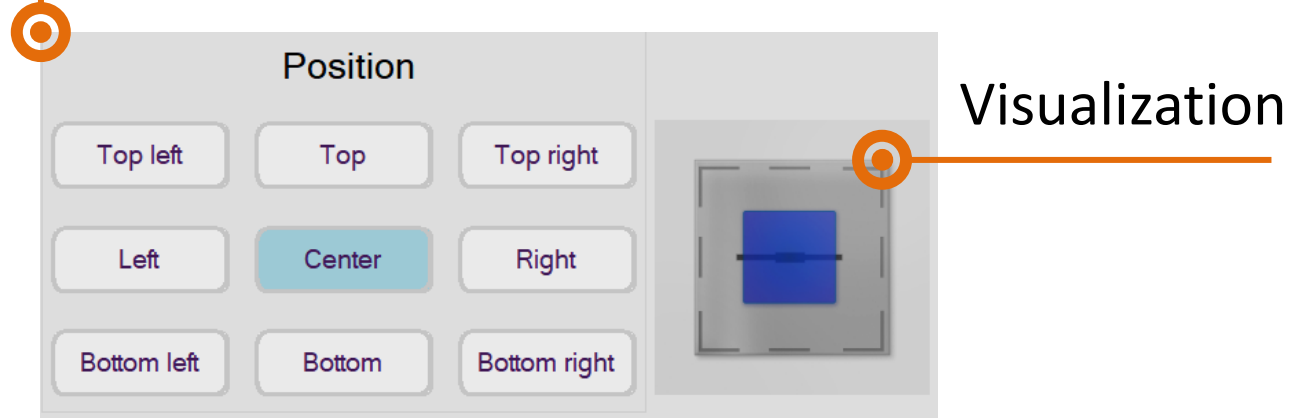 Position
Visualization
Top left
Top
Top right
Left
Center
Right
Bottom left
Bottom
Bottom right